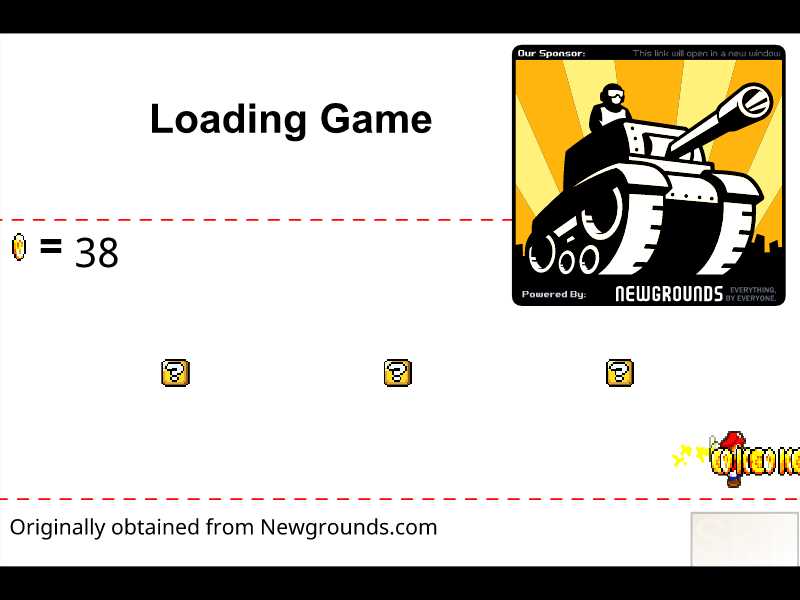 Our Sponsor: This link will open in a new window
Loading Game
= 38
Powered By: NEWGROUNDS EVERYTHING,
BY EVERYONE.
? ? ?
Originally obtained from Newgrounds.com